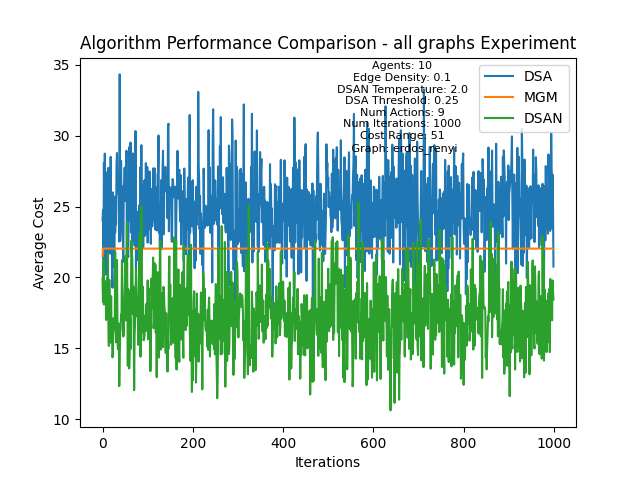 Algorithm Performance Comparison - all graphs Experiment
Agents: 10
Edge Density: 0.1
DSAN Temperature: 2.0
DSA Threshold: 0.25
Num Actions: 9
Num Iterations: 1000
Cost Range: 51
Graph: erdos_renyi
DSA
MGM
DSAN
Average Cost
35
30
25
20
15
10
0
200
400
600
800
1000
Iterations